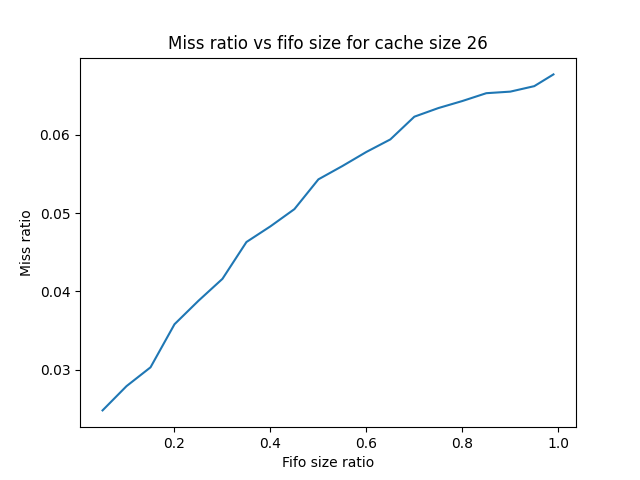 Miss ratio vs fifo size for cache size 26
0.06
0.05
0.04
0.03
Miss ratio
0.2 0.4 0.6 0.8 1.0
Fifo size ratio